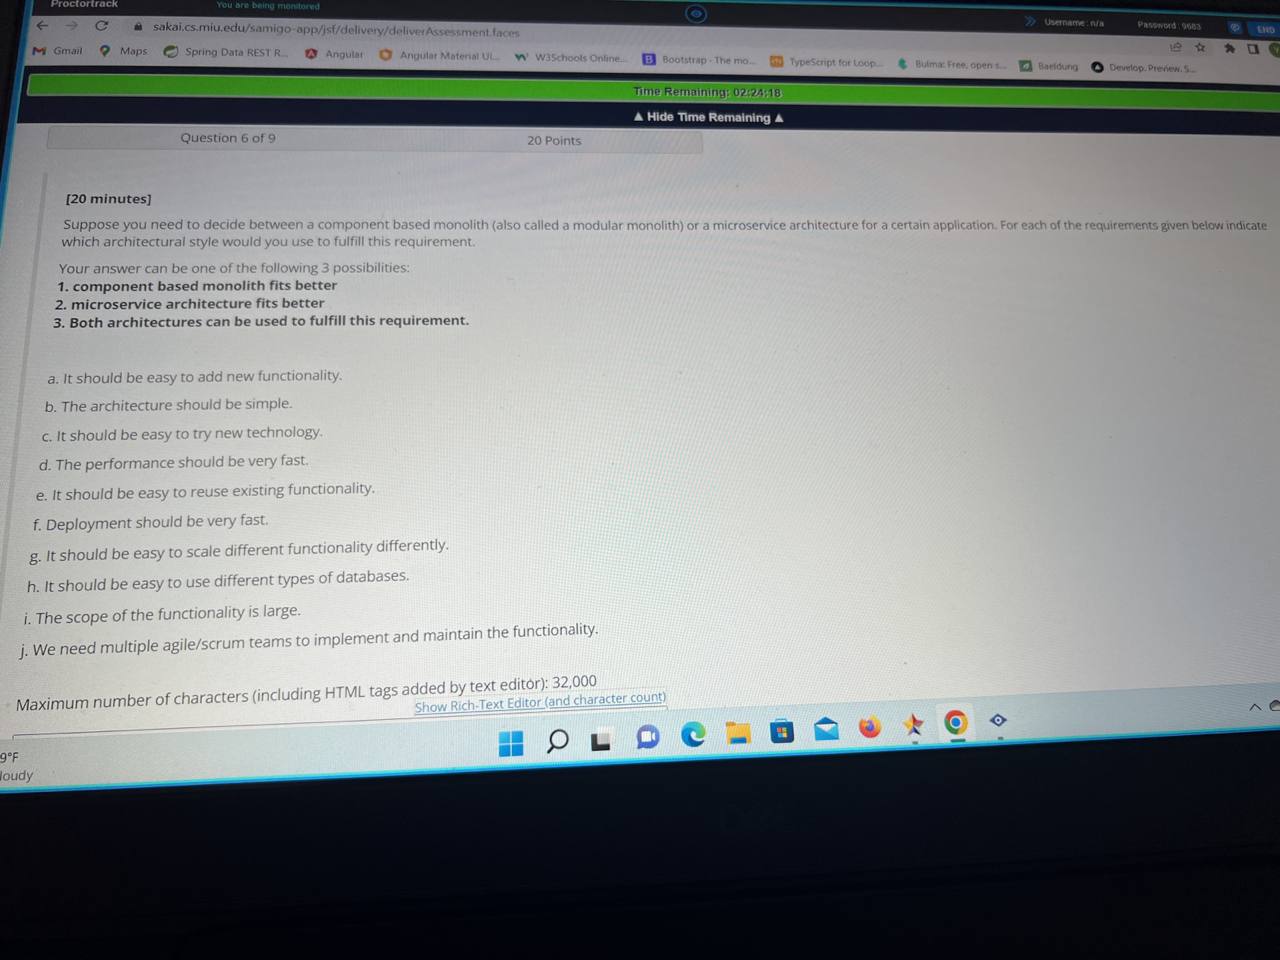 Proctortrack
You are being monitored
sakai.cs.miu.edu/samigo-app/jsf/delivery/deliverAssessment.faces
Username : n/a
Password : 9683
END
Gmail
Maps
Spring Data REST R...
Angular
Angular Material UI...
W3Schools Online...
Bootstrap · The mo...
TypeScript for Loop...
Bulma: Free, open s...
Baeldung
Develop. Preview. S...
Time Remaining: 02:24:18
▲ Hide Time Remaining ▲
Question 6 of 9
20 Points
[20 minutes]
Suppose you need to decide between a component based monolith (also called a modular monolith) or a microservice architecture for a certain application. For each of the requirements given below indicate
which architectural style would you use to fulfill this requirement.
Your answer can be one of the following 3 possibilities:
1. component based monolith fits better
2. microservice architecture fits better
3. Both architectures can be used to fulfill this requirement.
a. It should be easy to add new functionality.
b. The architecture should be simple.
c. It should be easy to try new technology.
d. The performance should be very fast.
e. It should be easy to reuse existing functionality.
f. Deployment should be very fast.
g. It should be easy to scale different functionality differently.
h. It should be easy to use different types of databases.
i. The scope of the functionality is large.
j. We need multiple agile/scrum teams to implement and maintain the functionality.
Maximum number of characters (including HTML tags added by text editor): 32,000
Show Rich-Text Editor (and character count)
9°F
loudy